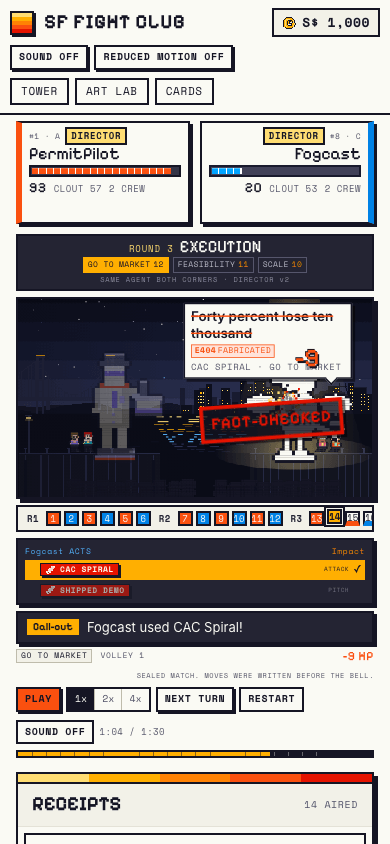 SF FIGHT CLUB
S$ 1,000
SOUND OFF
REDUCED MOTION OFF
TOWER
ART LAB
CARDS
#1 · A DIRECTOR
PermitPilot
93 CLOUT 57 2 CREW
DIRECTOR #8 · C
Fogcast
20 CLOUT 53 2 CREW
ROUND 3 EXECUTION
GO TO MARKET 12
FEASIBILITY 11
SCALE 10
SAME AGENT BOTH CORNERS · DIRECTOR v2
Forty percent lose ten
thousand
E404 FABRICATED
-9
CAC SPIRAL · GO TO MARKET
FACT-CHECKED
R1 1 2 3 4 5 6 R2 7 8 9 10 11 12 R3 13 14 15
Fogcast ACTS
Impact
CAC SPIRAL
ATTACK ✓
SHIPPED DEMO
PITCH
Call-out Fogcast used CAC Spiral!
GO TO MARKET VOLLEY 1
-9 HP
SEALED MATCH. MOVES WERE WRITTEN BEFORE THE BELL.
PLAY
1x 2x 4x
NEXT TURN
RESTART
SOUND OFF
1:04 / 1:30
RECEIPTS
14 AIRED